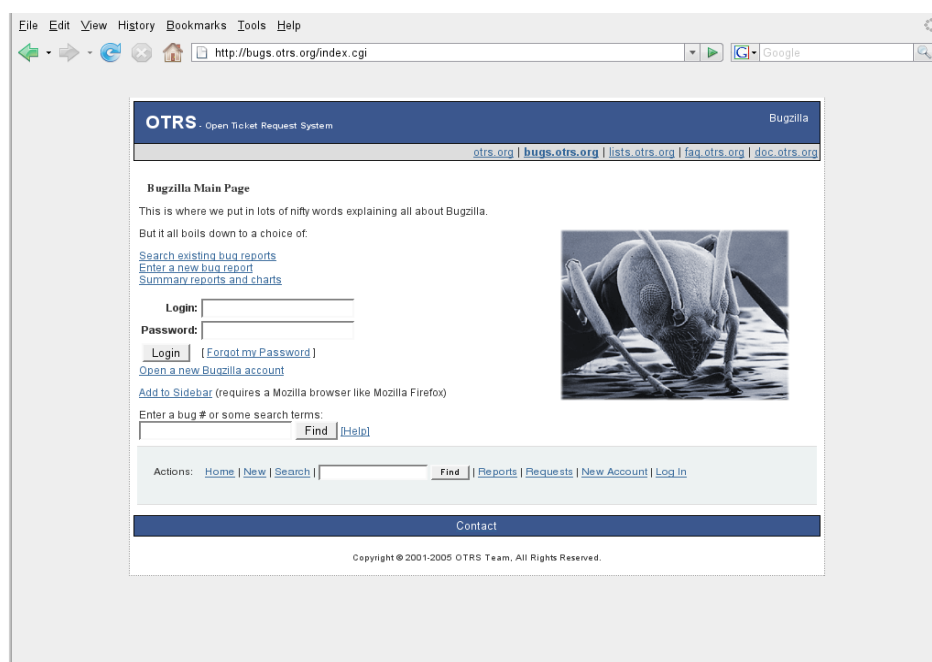 File Edit View History Bookmarks Tools Help
http://bugs.otrs.org/index.cgi G Google
OTRS - Open Ticket Request System Bugzilla
otrs.org | bugs.otrs.org | lists.otrs.org | faq.otrs.org | doc.otrs.org
Bugzilla Main Page
This is where we put in lots of nifty words explaining all about Bugzilla.
But it all boils down to a choice of:
Search existing bug reports
Enter a new bug report
Summary reports and charts
Login:
Password:
Login [ Forgot my Password ]
Open a new Bugzilla account
Add to Sidebar (requires a Mozilla browser like Mozilla Firefox)
Enter a bug # or some search terms:
Find [Help]
Actions: Home | New | Search | Find | Reports | Requests | New Account | Log In
Contact
Copyright © 2001-2005 OTRS Team, All Rights Reserved.